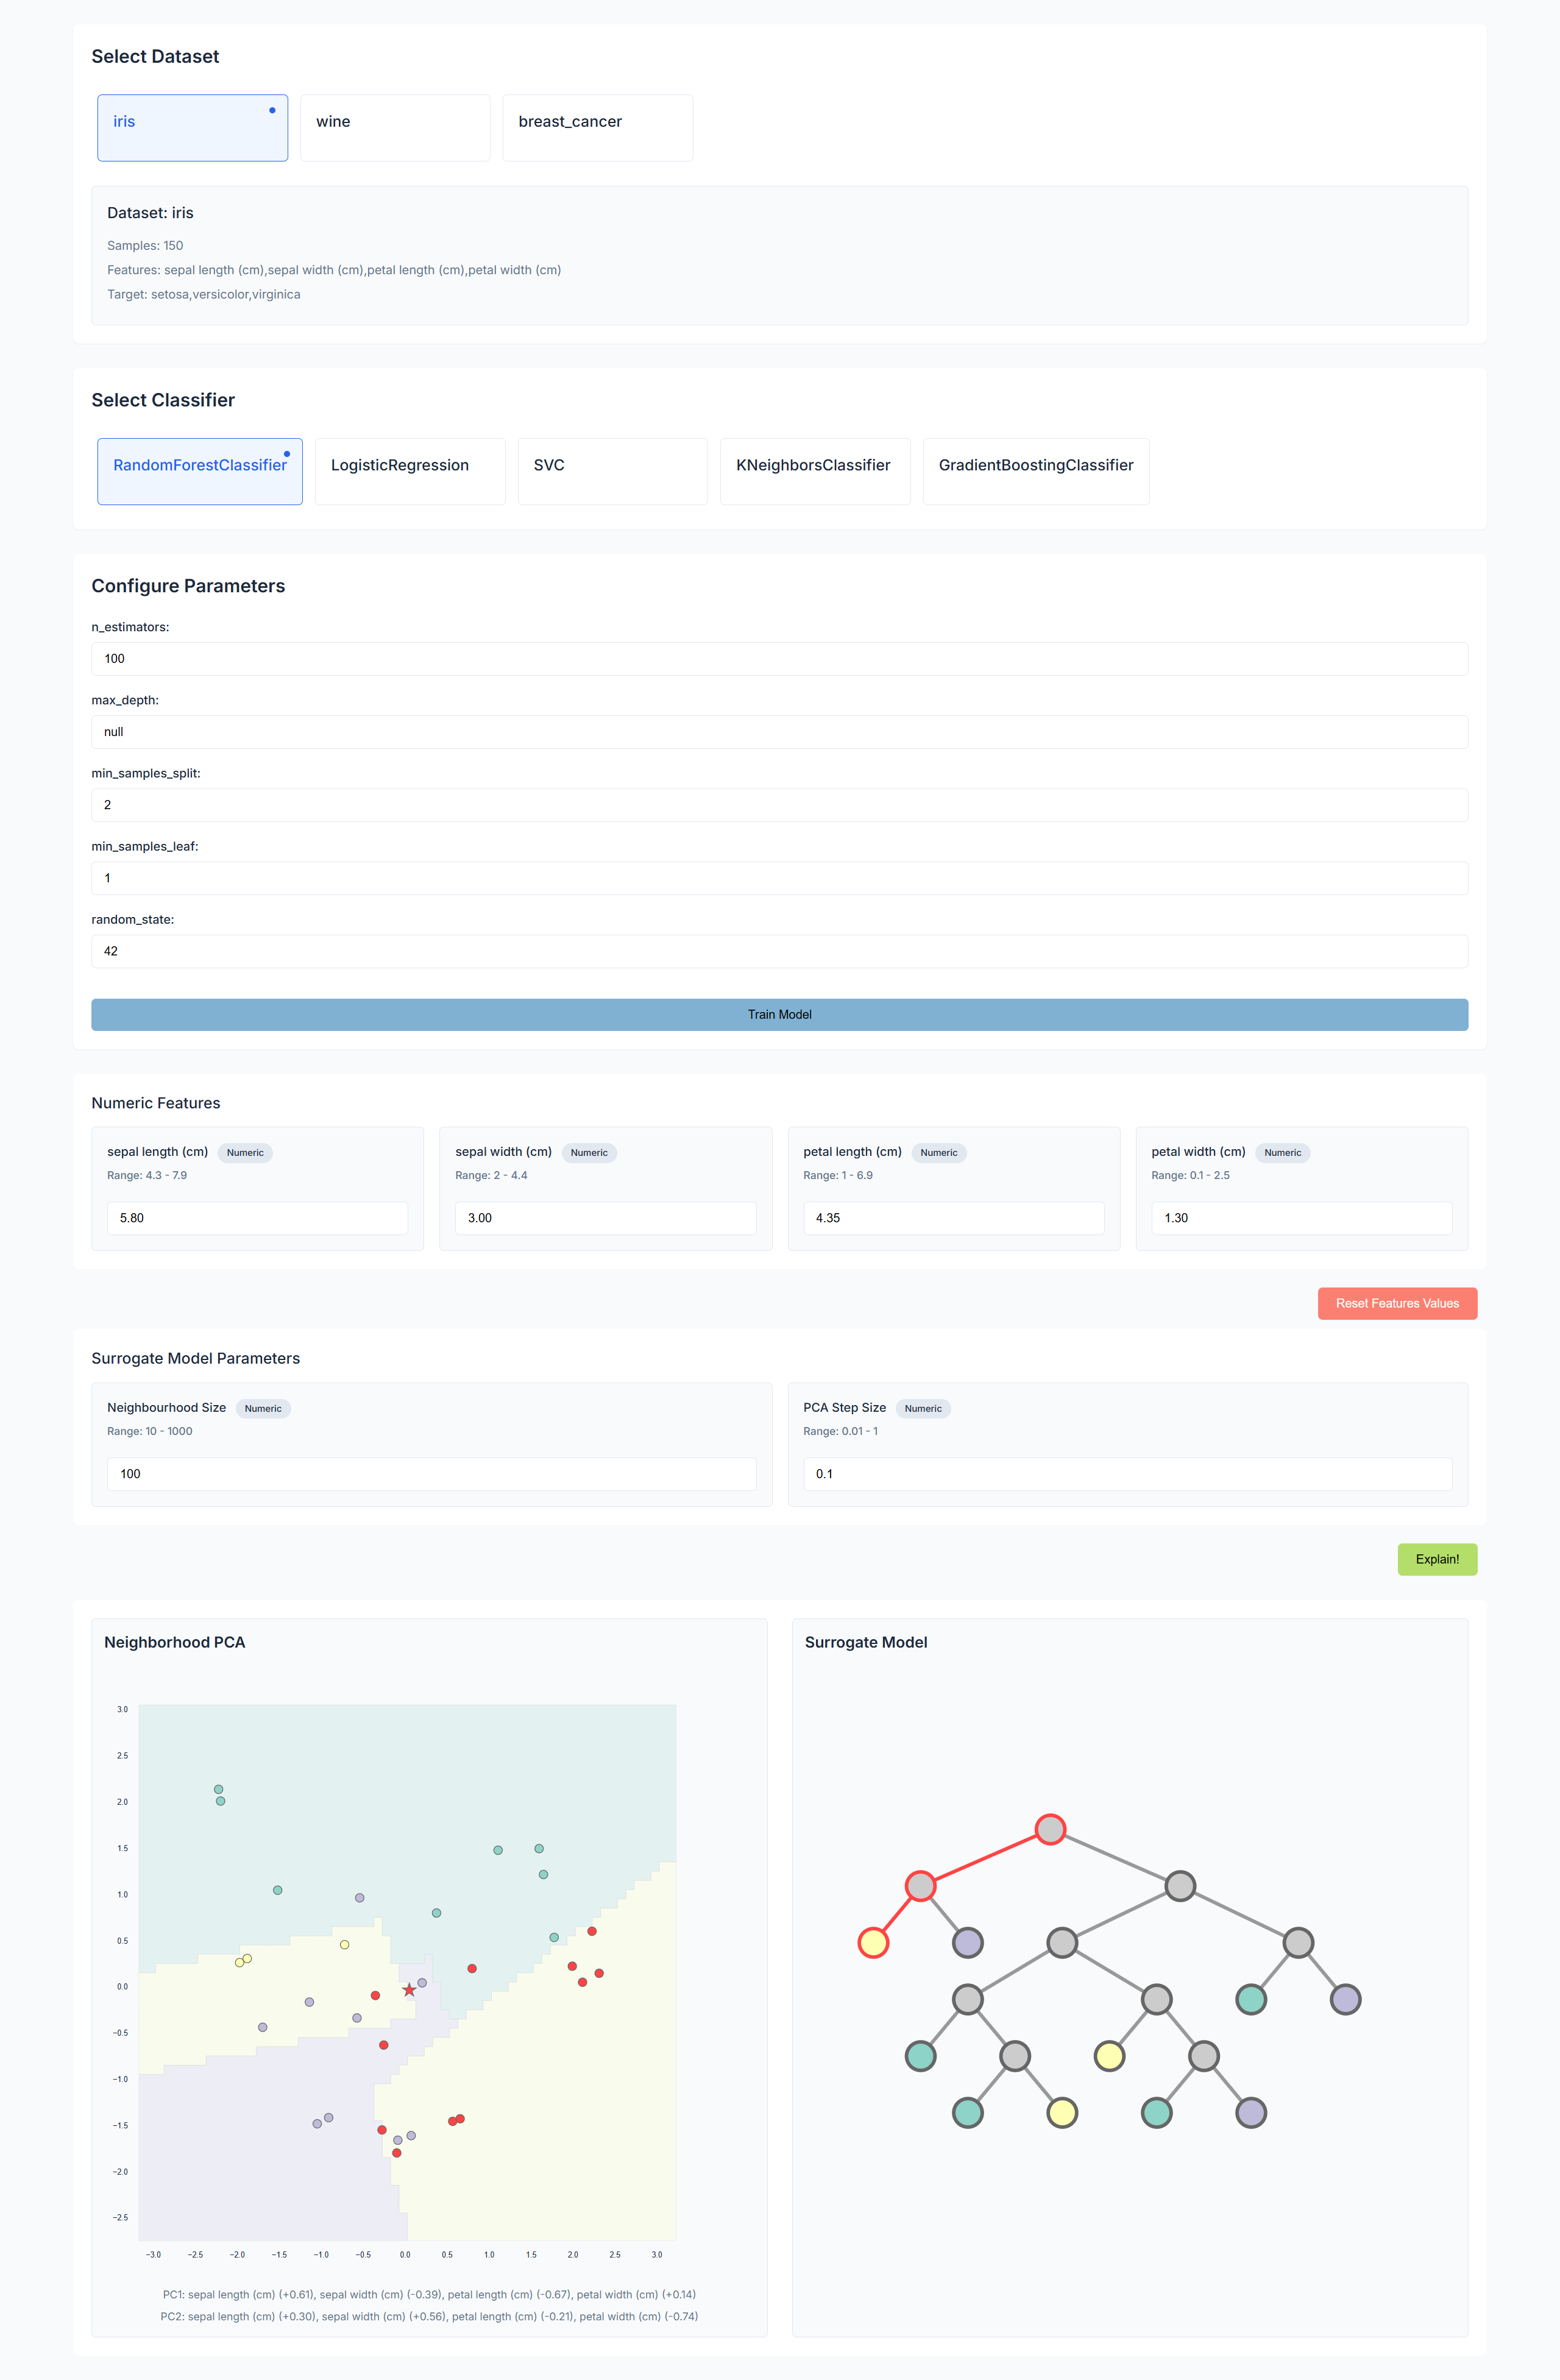 Select Dataset
iris
wine
breast_cancer
Dataset: iris
Samples: 150
Features: sepal length (cm),sepal width (cm),petal length (cm),petal width (cm)
Target: setosa,versicolor,virginica
Select Classifier
RandomForestClassifier
LogisticRegression
SVC
KNeighborsClassifier
GradientBoostingClassifier
Configure Parameters
n_estimators:
100
max_depth:
null
min_samples_split:
2
min_samples_leaf:
1
random_state:
42
Train Model
Numeric Features
sepal length (cm) Numeric
Range: 4.3 - 7.9
5.80
sepal width (cm) Numeric
Range: 2 - 4.4
3.00
petal length (cm) Numeric
Range: 1 - 6.9
4.35
petal width (cm) Numeric
Range: 0.1 - 2.5
1.30
Reset Features Values
Surrogate Model Parameters
Neighbourhood Size Numeric
Range: 10 - 1000
100
PCA Step Size Numeric
Range: 0.01 - 1
0.1
Explain!
Neighborhood PCA
3.0
2.5
2.0
1.5
1.0
0.5
0.0
−0.5
−1.0
−1.5
−2.0
−2.5
−3.0 −2.5 −2.0 −1.5 −1.0 −0.5 0.0 0.5 1.0 1.5 2.0 2.5 3.0
PC1: sepal length (cm) (+0.61), sepal width (cm) (-0.39), petal length (cm) (-0.67), petal width (cm) (+0.14)
PC2: sepal length (cm) (+0.30), sepal width (cm) (+0.56), petal length (cm) (-0.21), petal width (cm) (-0.74)
Surrogate Model